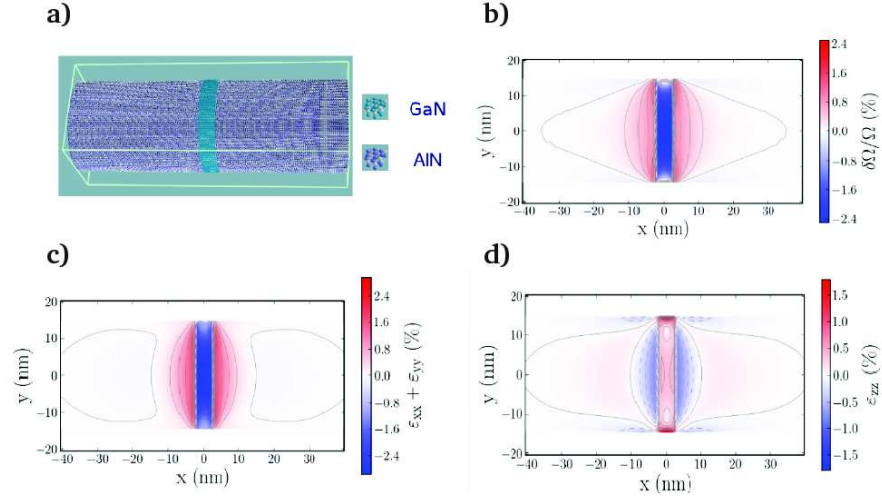 a)
GaN
AlN
b)
20
10
0
−10
−20
y (nm)
−40 −30 −20 −10 0 10 20 30
x (nm)
2.4
1.6
0.8
0.0
−0.8
−1.6
−2.4
δΩ/Ω (%)
c)
20
10
0
−10
−20
y (nm)
−40 −30 −20 −10 0 10 20 30
x (nm)
2.4
1.6
0.8
0.0
−0.8
−1.6
−2.4
εxx + εyy (%)
d)
20
10
0
−10
−20
y (nm)
−40 −30 −20 −10 0 10 20 30
x (nm)
1.5
1.0
0.5
0.0
−0.5
−1.0
−1.5
εzz (%)